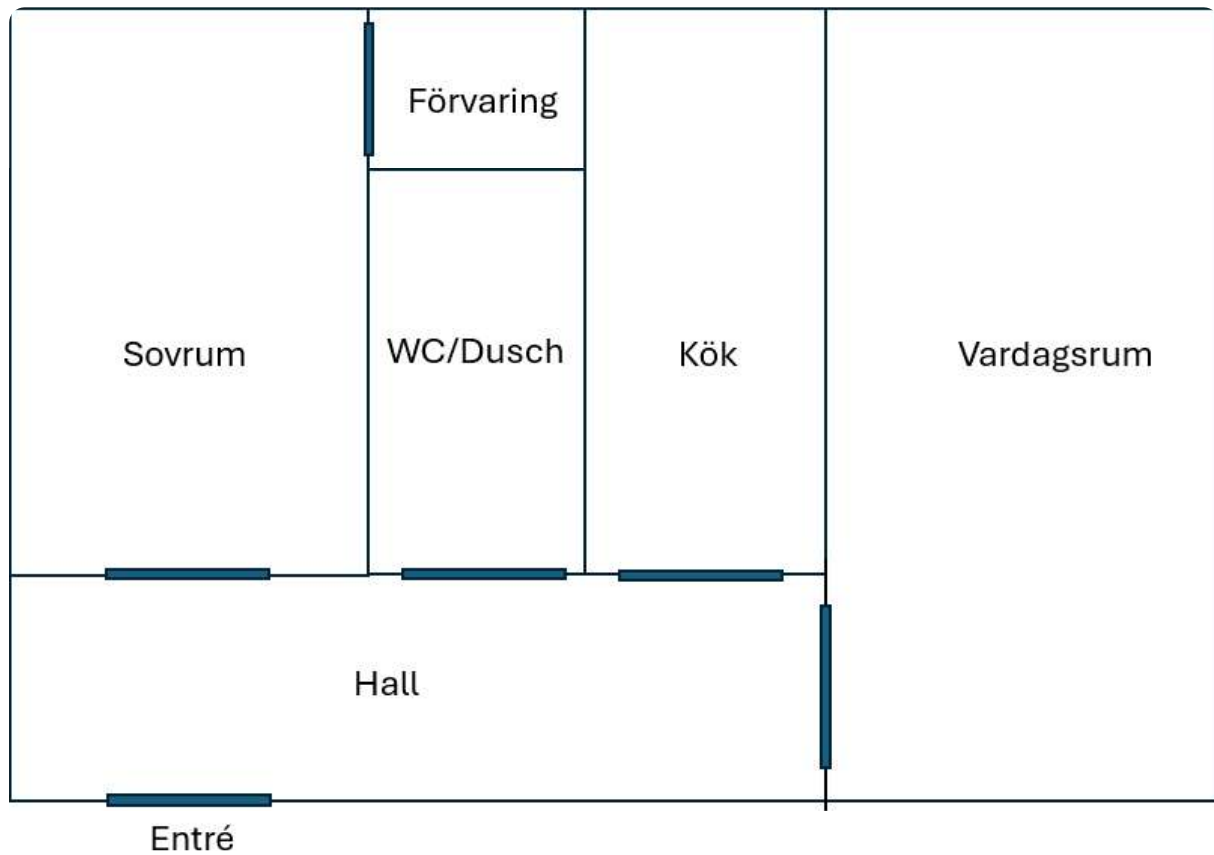 Förvaring
Sovrum
WC/Dusch
Kök
Vardagsrum
Hall
Entré